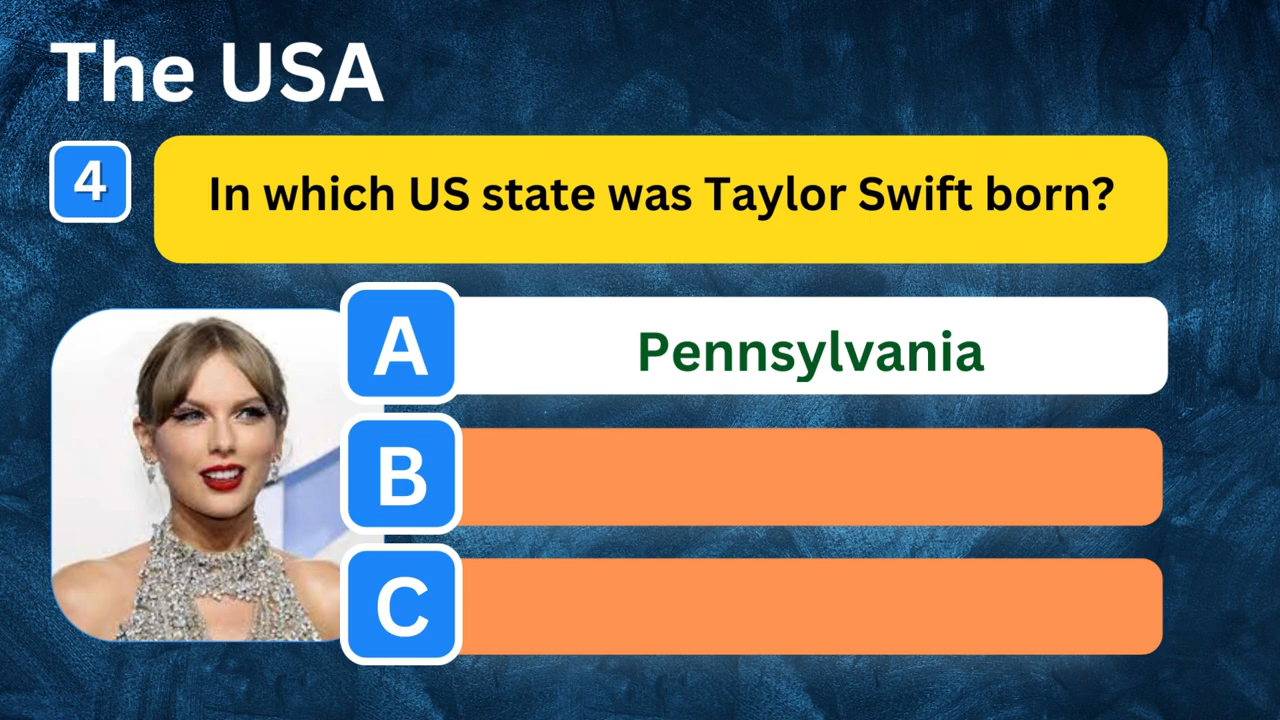 The USA
4
In which US state was Taylor Swift born?
A
Pennsylvania
B
C